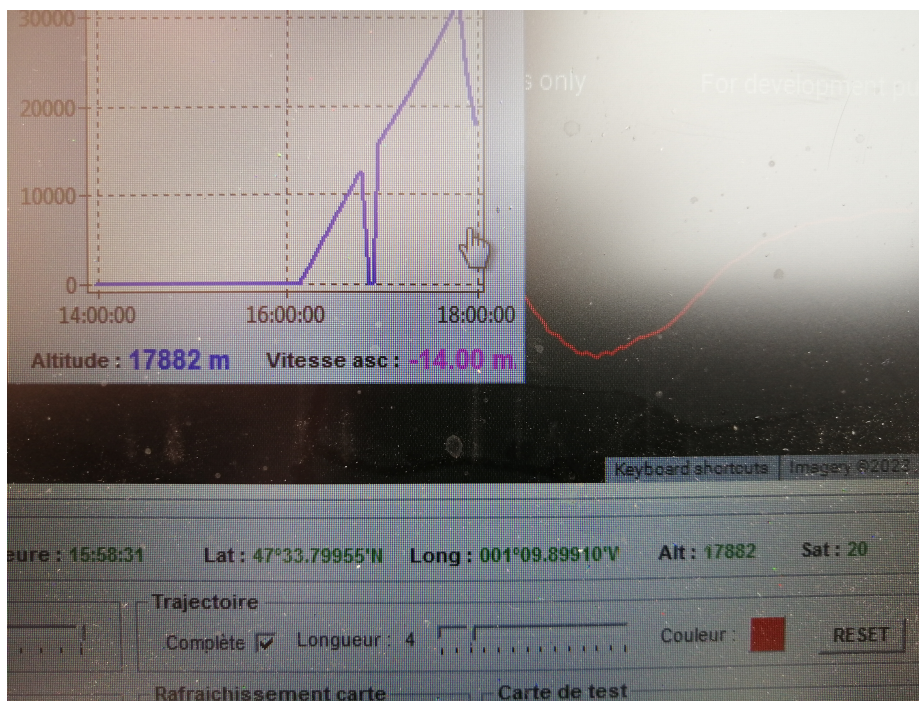 30000
s only For development pu
20000
10000
0
14:00:00 16:00:00 18:00:00
Altitude : 17882 m Vitesse asc : -14.00 m
Keyboard shortcuts Imagery ©2023
eure : 15:58:31 Lat : 47°33.79955'N Long : 001°09.89910'V Alt : 17882 Sat : 20
Trajectoire
Complète Longueur : 4 Couleur : RESET
Rafraichissement carte Carte de test